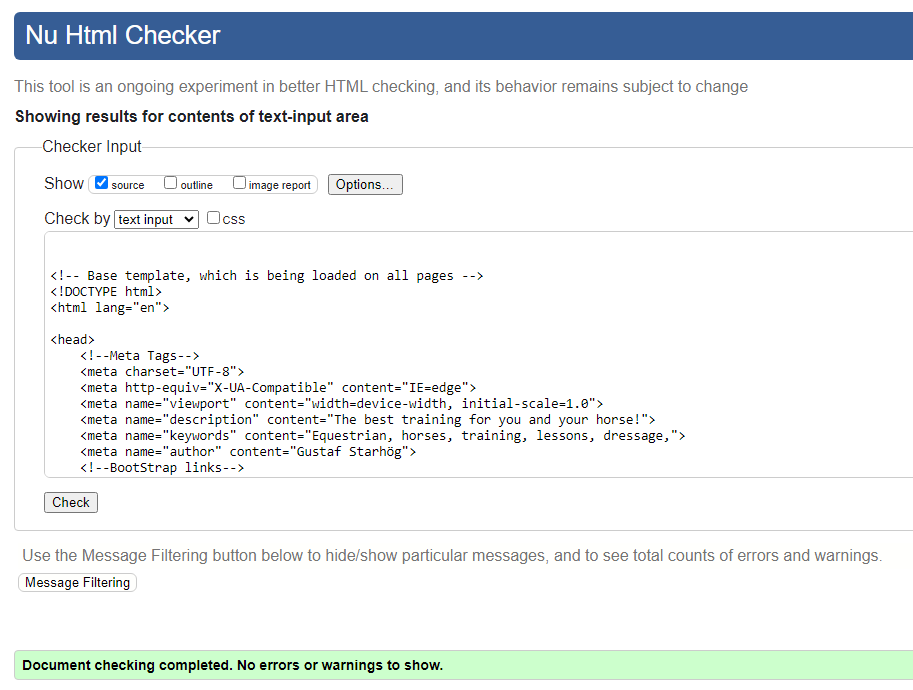 Nu Html Checker
This tool is an ongoing experiment in better HTML checking, and its behavior remains subject to change
Showing results for contents of text-input area
Checker Input
Show source outline image report Options...
Check by text input css
<!-- Base template, which is being loaded on all pages -->
<!DOCTYPE html>
<html lang="en">
<head>
<!--Meta Tags-->
<meta charset="UTF-8">
<meta http-equiv="X-UA-Compatible" content="IE=edge">
<meta name="viewport" content="width=device-width, initial-scale=1.0">
<meta name="description" content="The best training for you and your horse!">
<meta name="keywords" content="Equestrian, horses, training, lessons, dressage,">
<meta name="author" content="Gustaf Starhög">
<!--BootStrap links-->
Check
Use the Message Filtering button below to hide/show particular messages, and to see total counts of errors and warnings.
Message Filtering
Document checking completed. No errors or warnings to show.